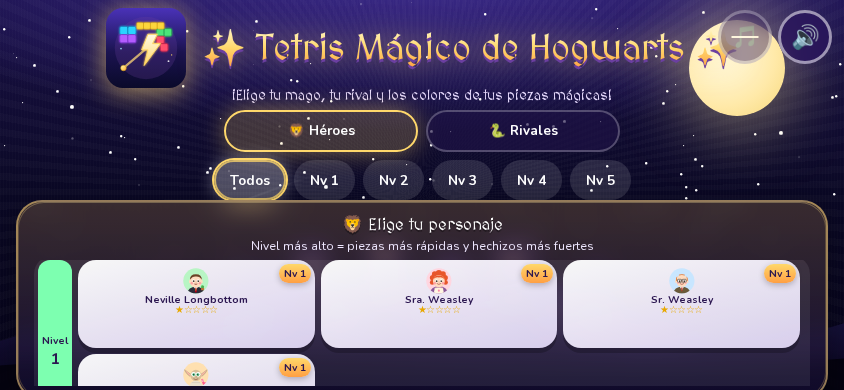 ✨ Tetris Mágico de Hogwarts ✨
¡Elige tu mago, tu rival y los colores de tus piezas mágicas!
🦁 Héroes
🐍 Rivales
Todos
Nv 1
Nv 2
Nv 3
Nv 4
Nv 5
🦁 Elige tu personaje
Nivel más alto = piezas más rápidas y hechizos más fuertes
Nivel
1
Nv 1
Neville Longbottom
★☆☆☆☆
Nv 1
Sra. Weasley
★☆☆☆☆
Nv 1
Sr. Weasley
★☆☆☆☆
Nv 1